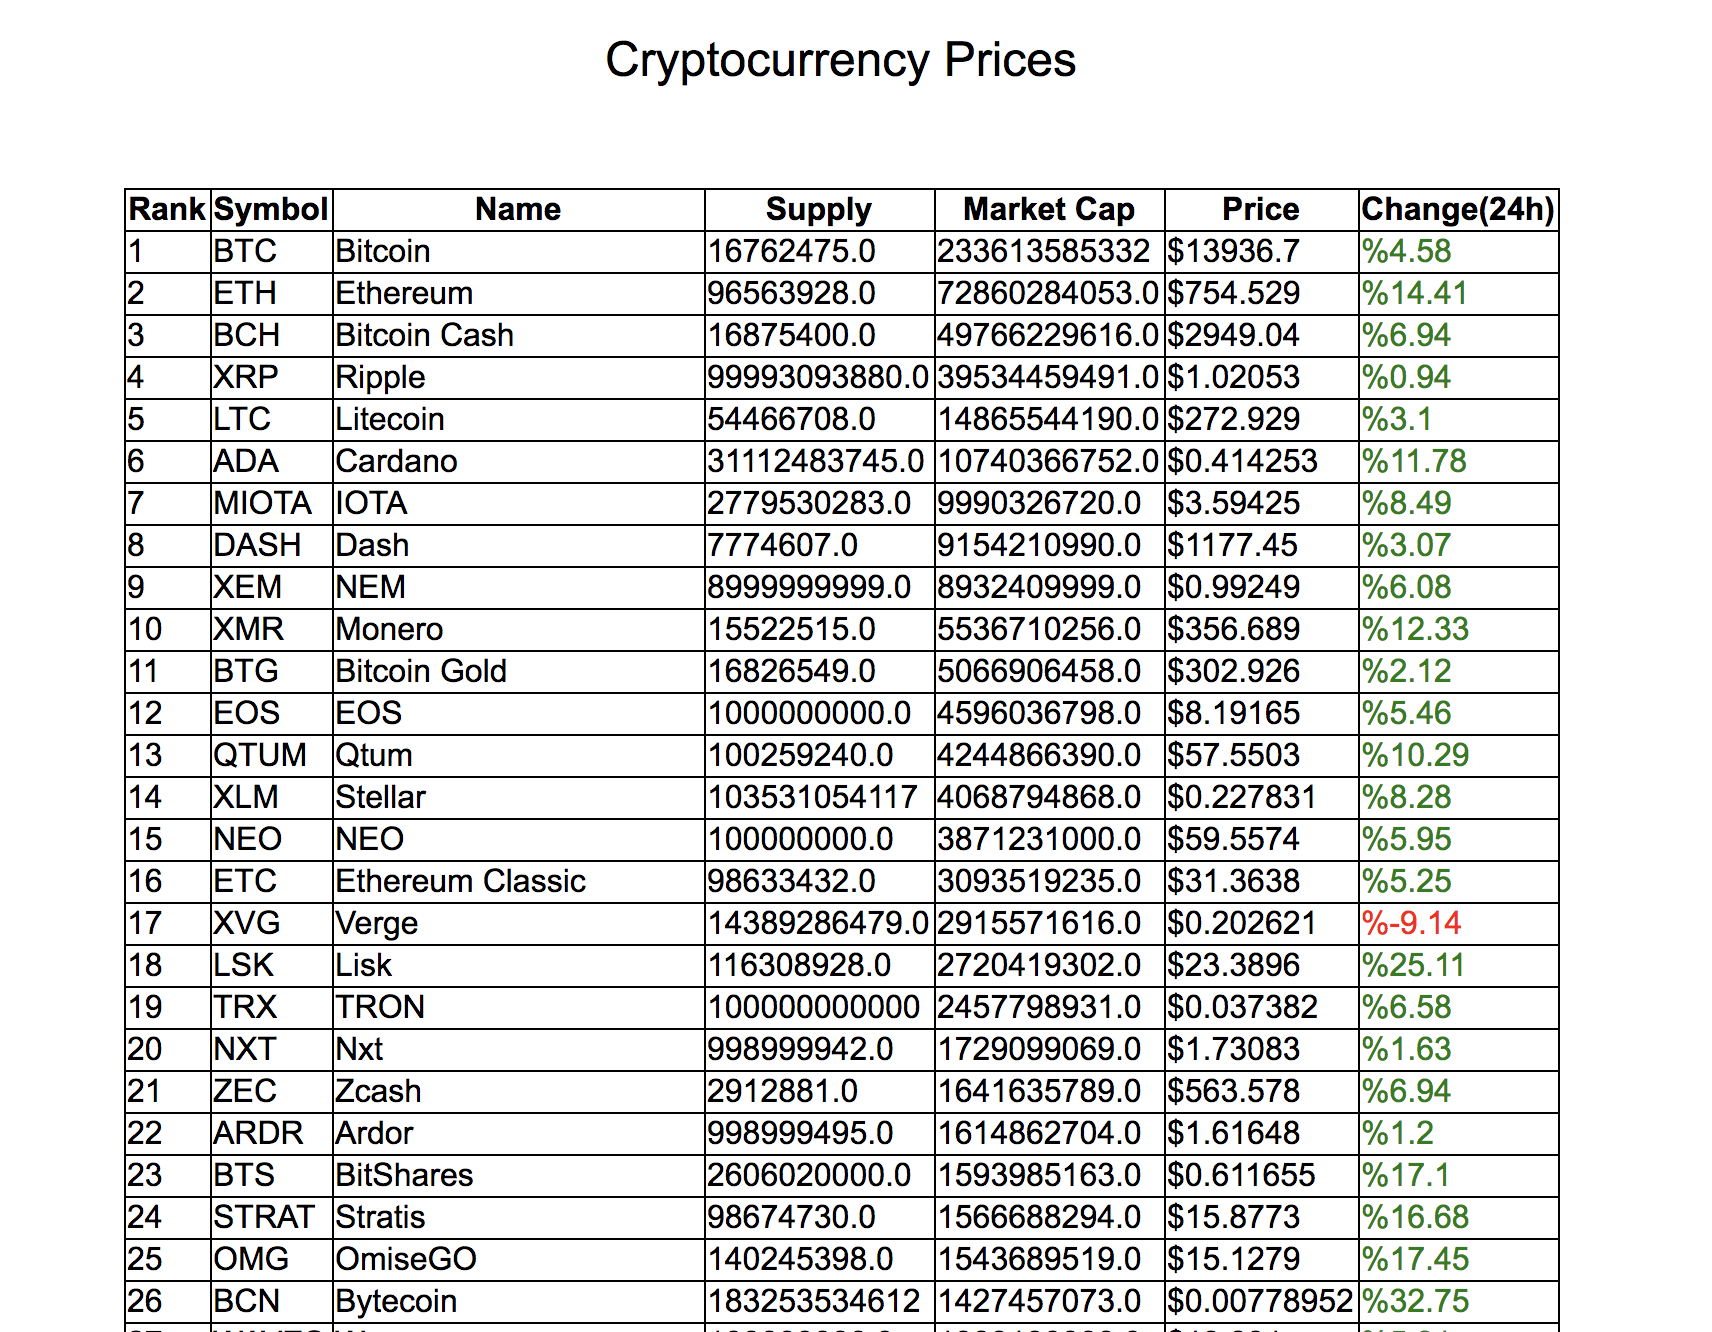 Cryptocurrency Prices
Rank Symbol Name Supply Market Cap Price Change(24h)
1 BTC Bitcoin 16762475.0 233613585332 $13936.7 %4.58
2 ETH Ethereum 96563928.0 72860284053.0 $754.529 %14.41
3 BCH Bitcoin Cash 16875400.0 49766229616.0 $2949.04 %6.94
4 XRP Ripple 99993093880.0 39534459491.0 $1.02053 %0.94
5 LTC Litecoin 54466708.0 14865544190.0 $272.929 %3.1
6 ADA Cardano 31112483745.0 10740366752.0 $0.414253 %11.78
7 MIOTA IOTA 2779530283.0 9990326720.0 $3.59425 %8.49
8 DASH Dash 7774607.0 9154210990.0 $1177.45 %3.07
9 XEM NEM 8999999999.0 8932409999.0 $0.99249 %6.08
10 XMR Monero 15522515.0 5536710256.0 $356.689 %12.33
11 BTG Bitcoin Gold 16826549.0 5066906458.0 $302.926 %2.12
12 EOS EOS 1000000000.0 4596036798.0 $8.19165 %5.46
13 QTUM Qtum 100259240.0 4244866390.0 $57.5503 %10.29
14 XLM Stellar 103531054117 4068794868.0 $0.227831 %8.28
15 NEO NEO 100000000.0 3871231000.0 $59.5574 %5.95
16 ETC Ethereum Classic 98633432.0 3093519235.0 $31.3638 %5.25
17 XVG Verge 14389286479.0 2915571616.0 $0.202621 %-9.14
18 LSK Lisk 116308928.0 2720419302.0 $23.3896 %25.11
19 TRX TRON 100000000000 2457798931.0 $0.037382 %6.58
20 NXT Nxt 998999942.0 1729099069.0 $1.73083 %1.63
21 ZEC Zcash 2912881.0 1641635789.0 $563.578 %6.94
22 ARDR Ardor 998999495.0 1614862704.0 $1.61648 %1.2
23 BTS BitShares 2606020000.0 1593985163.0 $0.611655 %17.1
24 STRAT Stratis 98674730.0 1566688294.0 $15.8773 %16.68
25 OMG OmiseGO 140245398.0 1543689519.0 $15.1279 %17.45
26 BCN Bytecoin 183253534612 1427457073.0 $0.00778952 %32.75